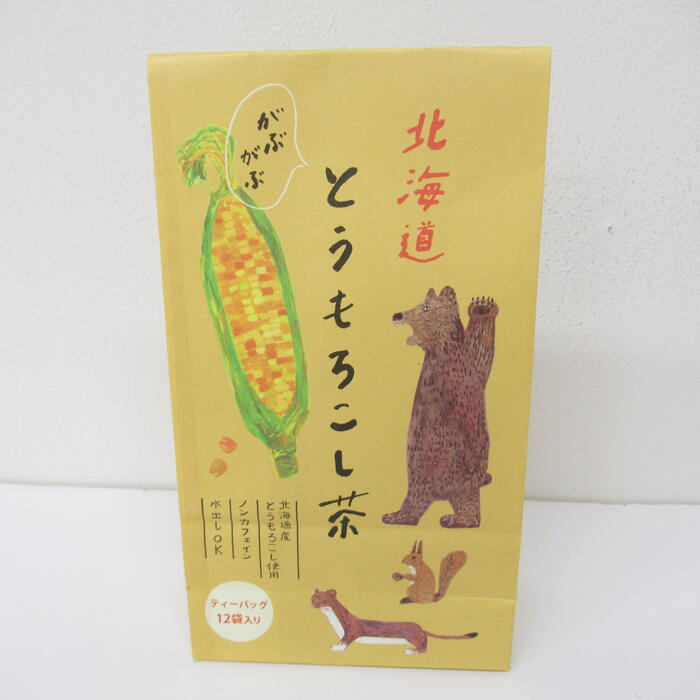 北海道
とうもろこし茶
がぶ
がぶ
北海道産
とうもろこし使用
ノンカフェイン
水出しOK
ティーバッグ
12袋入り